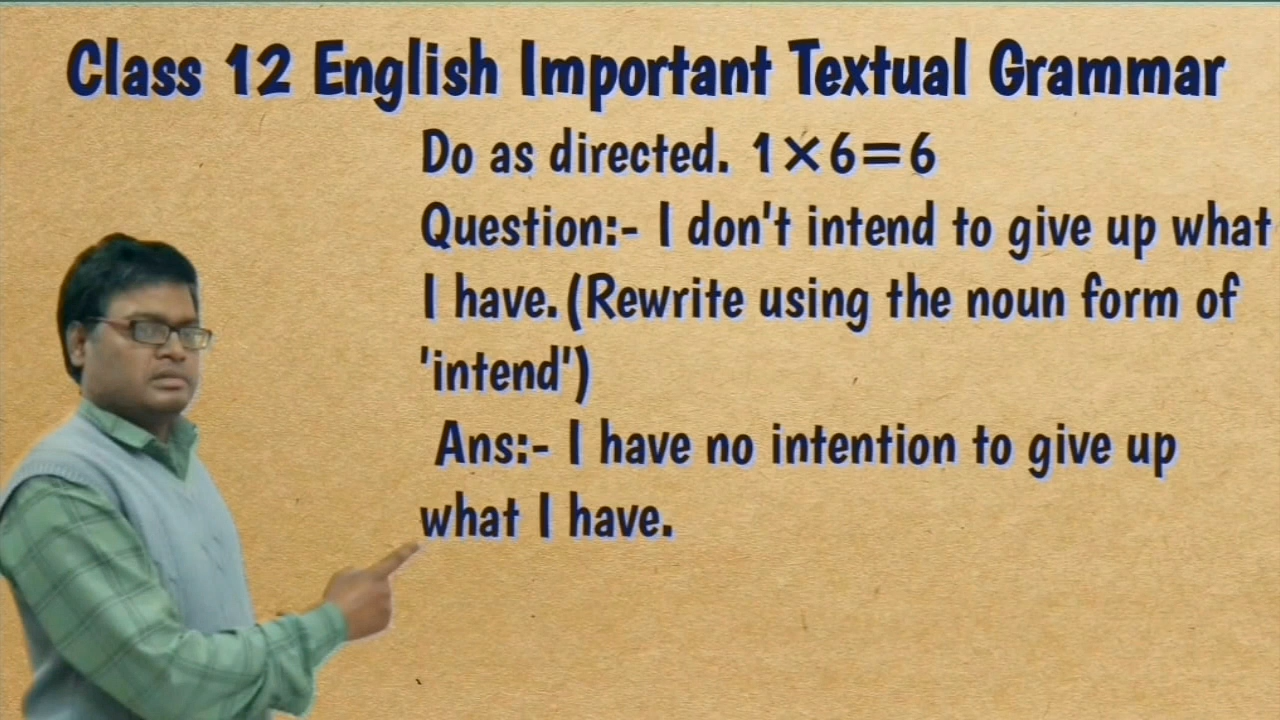 Class 12 English Important Textual Grammar
Do as directed. 1×6=6
Question:- I don't intend to give up what
I have.(Rewrite using the noun form of
'intend')
Ans:- I have no intention to give up
what I have.